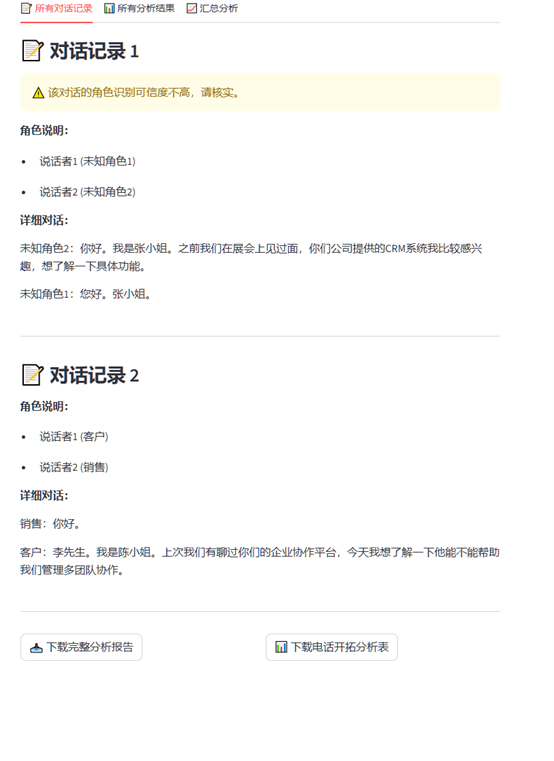 所有对话记录 所有分析结果 汇总分析
对话记录 1
该对话的角色识别可信度不高，请核实。
角色说明：
• 说话者1 (未知角色1)
• 说话者2 (未知角色2)
详细对话：
未知角色2：你好。我是张小姐。之前我们在展会上见过面，你们公司提供的CRM系统我比较感兴
趣，想了解一下具体功能。
未知角色1：您好。张小姐。
对话记录 2
角色说明：
• 说话者1 (客户)
• 说话者2 (销售)
详细对话：
销售：你好。
客户：李先生。我是陈小姐。上次我们有聊过你们的企业协作平台，今天我想了解一下他能不能帮助
我们管理多团队协作。
下载完整分析报告 下载电话开拓分析表